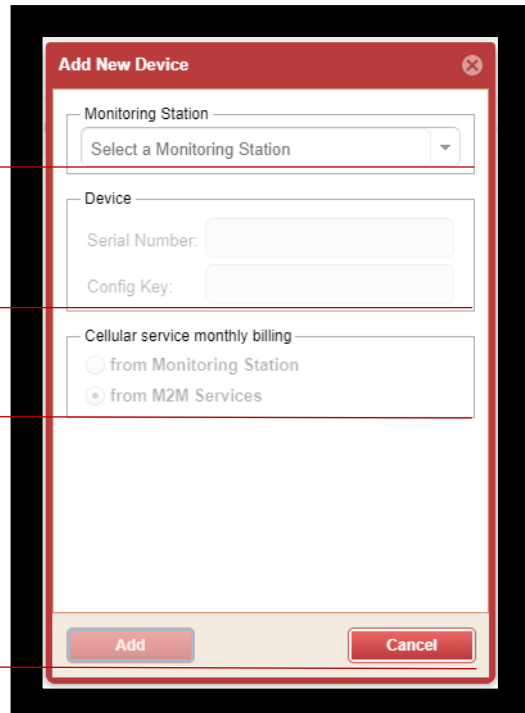 Add New Device
Monitoring Station
Select a Monitoring Station
Device
Serial Number:
Config Key:
Cellular service monthly billing
from Monitoring Station
from M2M Services
Add Cancel